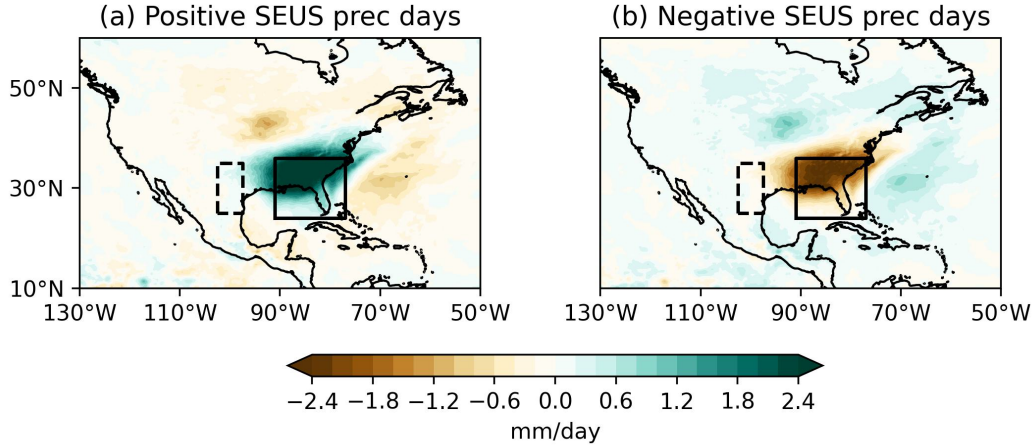 (a) Positive SEUS prec days (b) Negative SEUS prec days
50°N
30°N
10°N
130°W 110°W 90°W 70°W 50°W 130°W 110°W 90°W 70°W 50°W
−2.4 −1.8 −1.2 −0.6 0.0 0.6 1.2 1.8 2.4
mm/day